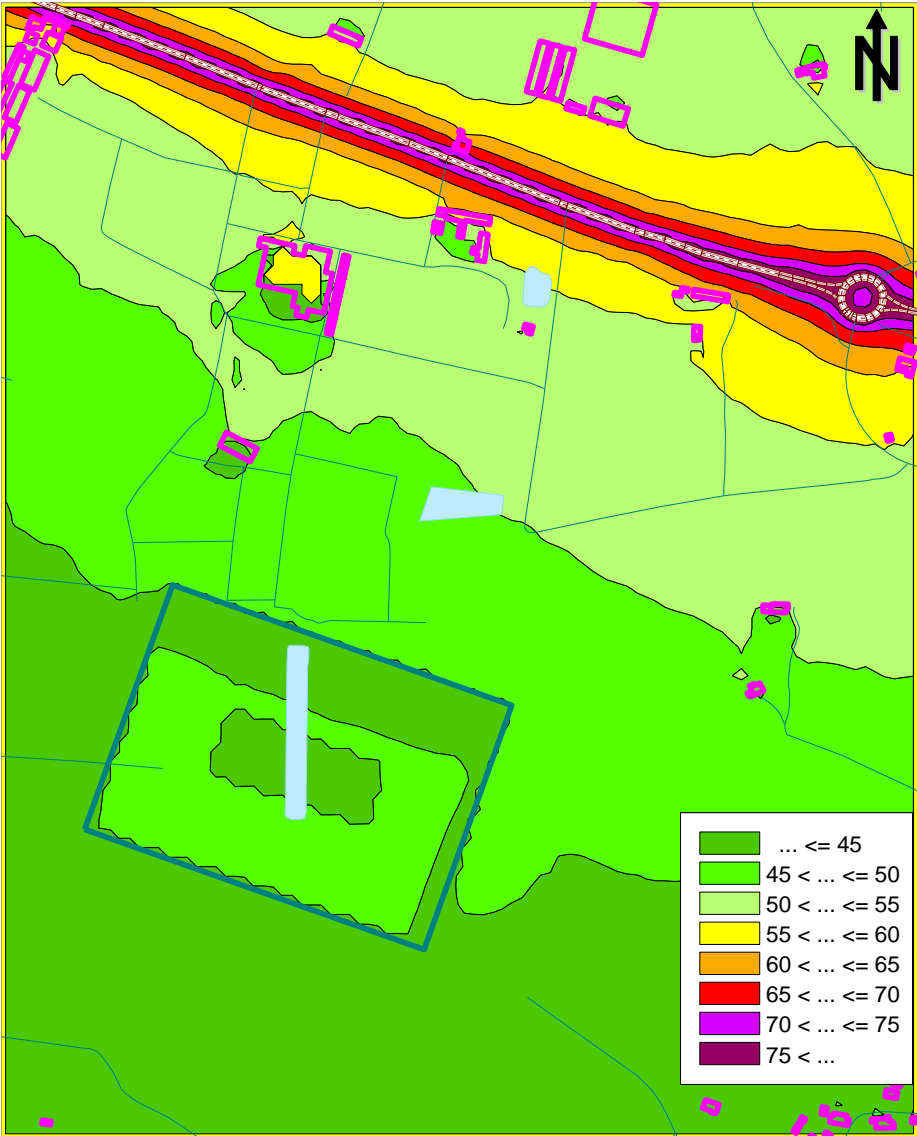 N
... <= 45
45 < ... <= 50
50 < ... <= 55
55 < ... <= 60
60 < ... <= 65
65 < ... <= 70
70 < ... <= 75
75 < ...